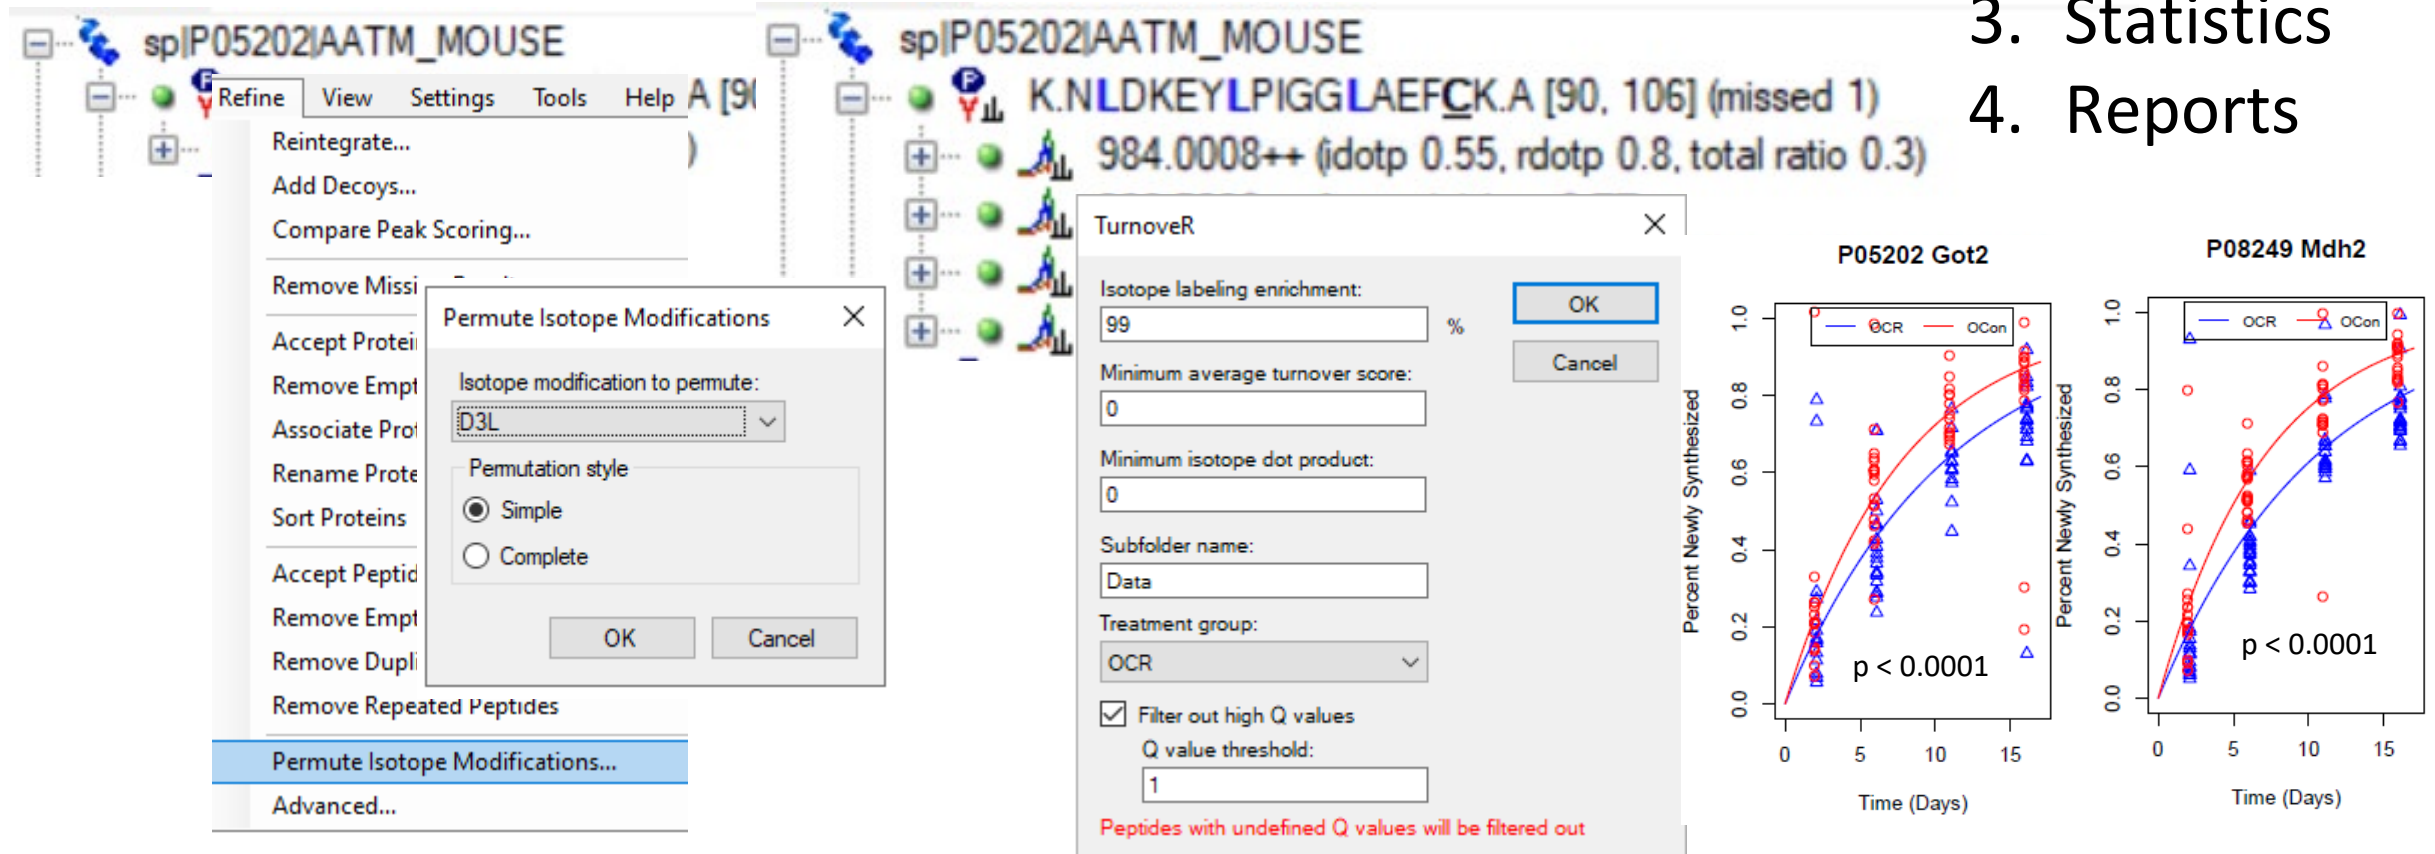 sp|P05202|AATM_MOUSE
A [9
Refine View Settings Tools Help
Reintegrate...
Add Decoys...
Compare Peak Scoring...
Remove Missi
Accept Protei
Remove Empt
Associate Prot
Rename Prote
Sort Proteins
Accept Peptid
Remove Empt
Remove Dupli
Remove Repeated Peptides
Permute Isotope Modifications...
Advanced...
Permute Isotope Modifications
Isotope modification to permute:
D3L
Permutation style
Simple
Complete
OK Cancel
sp|P05202|AATM_MOUSE
K.NLDKEYLPIGGLAEFCK.A [90, 106] (missed 1)
984.0008++ (idotp 0.55, rdotp 0.8, total ratio 0.3)
TurnoveR
Isotope labeling enrichment:
99 %
OK
Cancel
Minimum average turnover score:
0
Minimum isotope dot product:
0
Subfolder name:
Data
Treatment group:
OCR
Filter out high Q values
Q value threshold:
1
Peptides with undefined Q values will be filtered out
3. Statistics
4. Reports
P05202 Got2
OCR OCon
Percent Newly Synthesized
1.0
0.8
0.6
0.4
0.2
0.0
p < 0.0001
0 5 10 15
Time (Days)
P08249 Mdh2
OCR OCon
Percent Newly Synthesized
1.0
0.8
0.6
0.4
0.2
0.0
p < 0.0001
0 5 10 15
Time (Days)